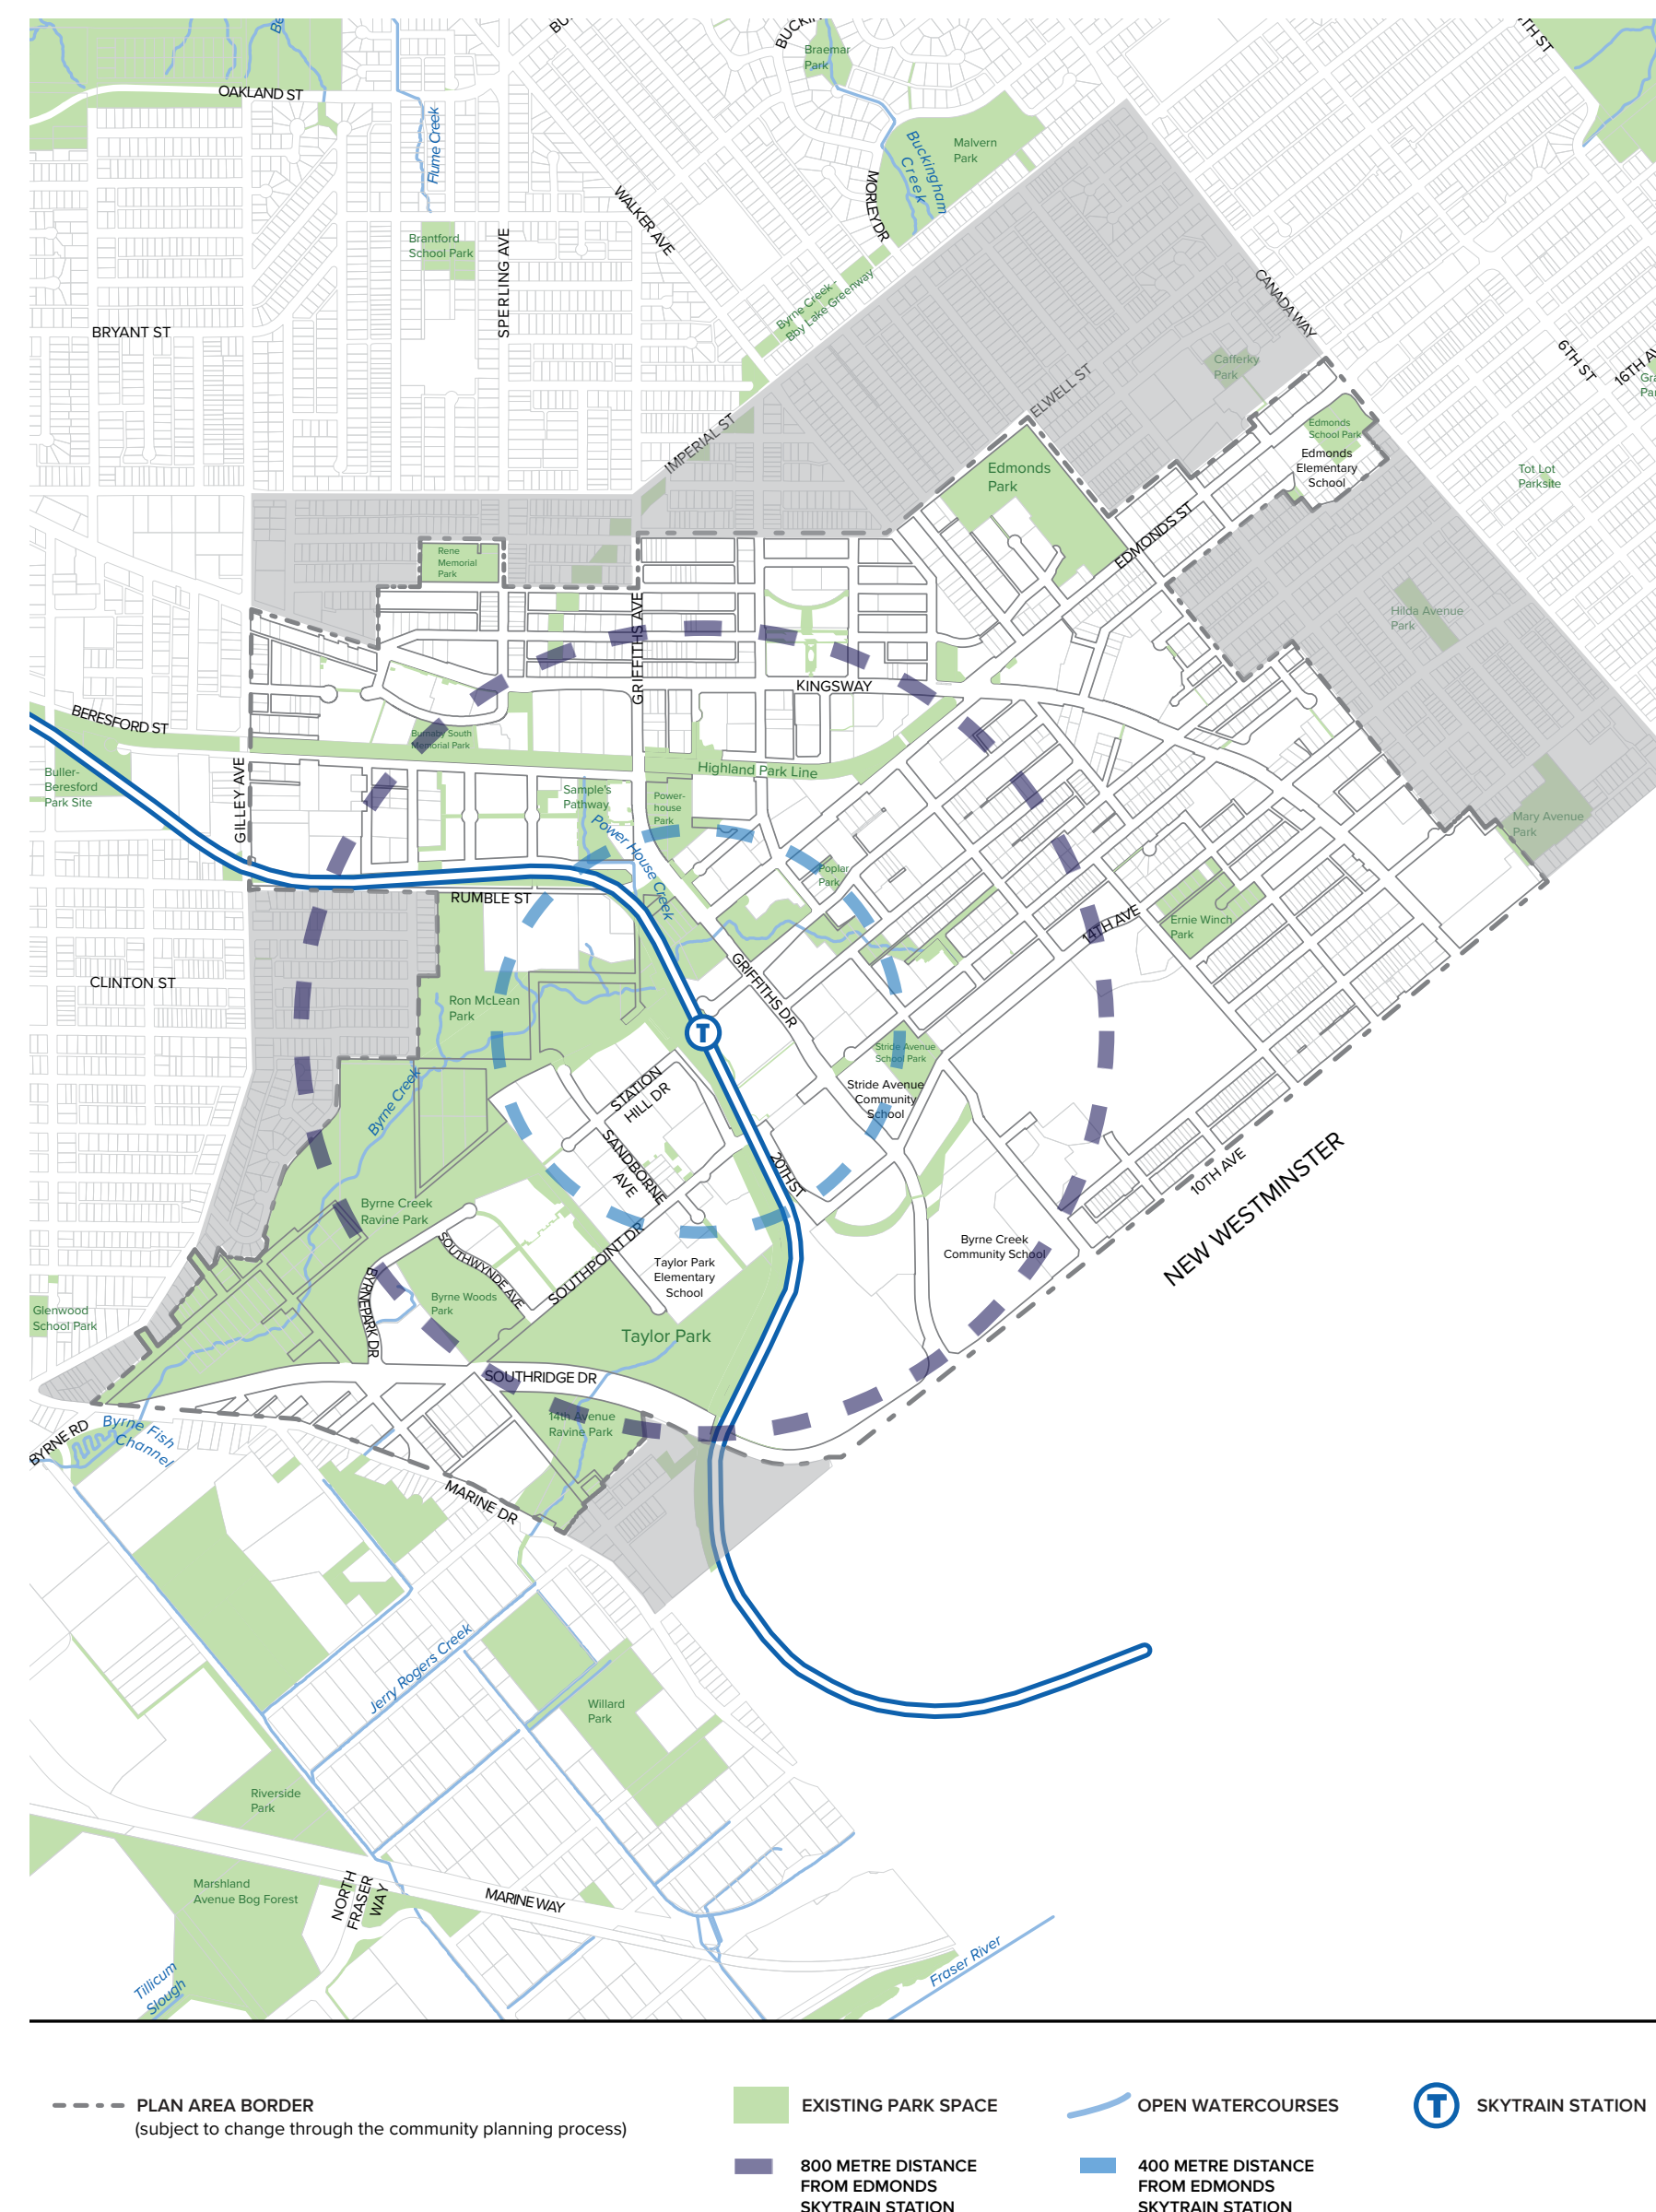 Braemar
Park
OAKLAND ST
Flume Creek
Buckingham
Creek
Malvern
Park
MORLEY DR
WALKER AVE
Brantford
School Park
SPERLING AVE
Byrne Creek -
Bby Lake Greenway
CANADA WAY
BRYANT ST
6TH ST
Cafferky
Park
ELWELL ST
IMPERIAL ST
Edmonds
School Park
Edmonds
Elementary
School
Edmonds
Park
Tot Lot
Parksite
EDMONDS ST
Rene
Memorial
Park
Hilda Avenue
Park
GRIFFITHS AVE
KINGSWAY
BERESFORD ST
Burnaby South
Memorial Park
Highland Park Line
Buller-
Beresford
Park Site
GILLEY AVE
Sample's
Pathway
Power-
house
Park
Power House Creek
Mary Avenue
Park
Poplar
Park
RUMBLE ST
14TH AVE
Ernie Winch
Park
CLINTON ST
GRIFFITHS DR
Ron McLean
Park
T
Stride Avenue
School Park
Stride Avenue
Community
School
Byrne Creek
STATION
HILL DR
SANDBORNE
AVE
20TH ST
10TH AVE
NEW WESTMINSTER
Byrne Creek
Ravine Park
SOUTHWYNDE AVE
SOUTHPOINT DR
Byrne Creek
Community School
Taylor Park
Elementary
School
BYRNEPARK DR
Byrne Woods
Park
Glenwood
School Park
Taylor Park
SOUTHRIDGE DR
14th Avenue
Ravine Park
BYRNE RD
Byrne Fish
Channel
MARINE DR
Jerry Rogers Creek
Willard
Park
Riverside
Park
Marshland
Avenue Bog Forest
NORTH
FRASER
WAY
MARINE WAY
Tillicum
Slough
Fraser River
PLAN AREA BORDER
(subject to change through the community planning process)
EXISTING PARK SPACE
OPEN WATERCOURSES
T
SKYTRAIN STATION
800 METRE DISTANCE
FROM EDMONDS
SKYTRAIN STATION
400 METRE DISTANCE
FROM EDMONDS
SKYTRAIN STATION